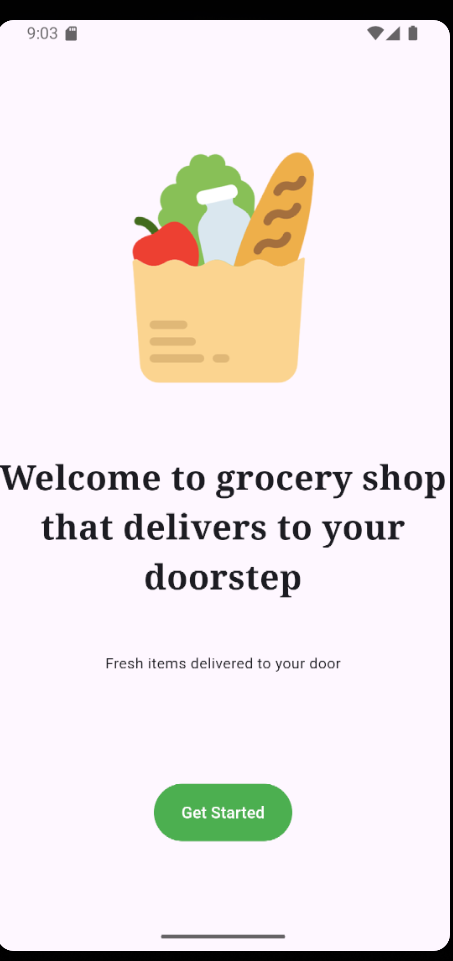 9:03
Welcome to grocery shop
that delivers to your
doorstep
Fresh items delivered to your door
Get Started